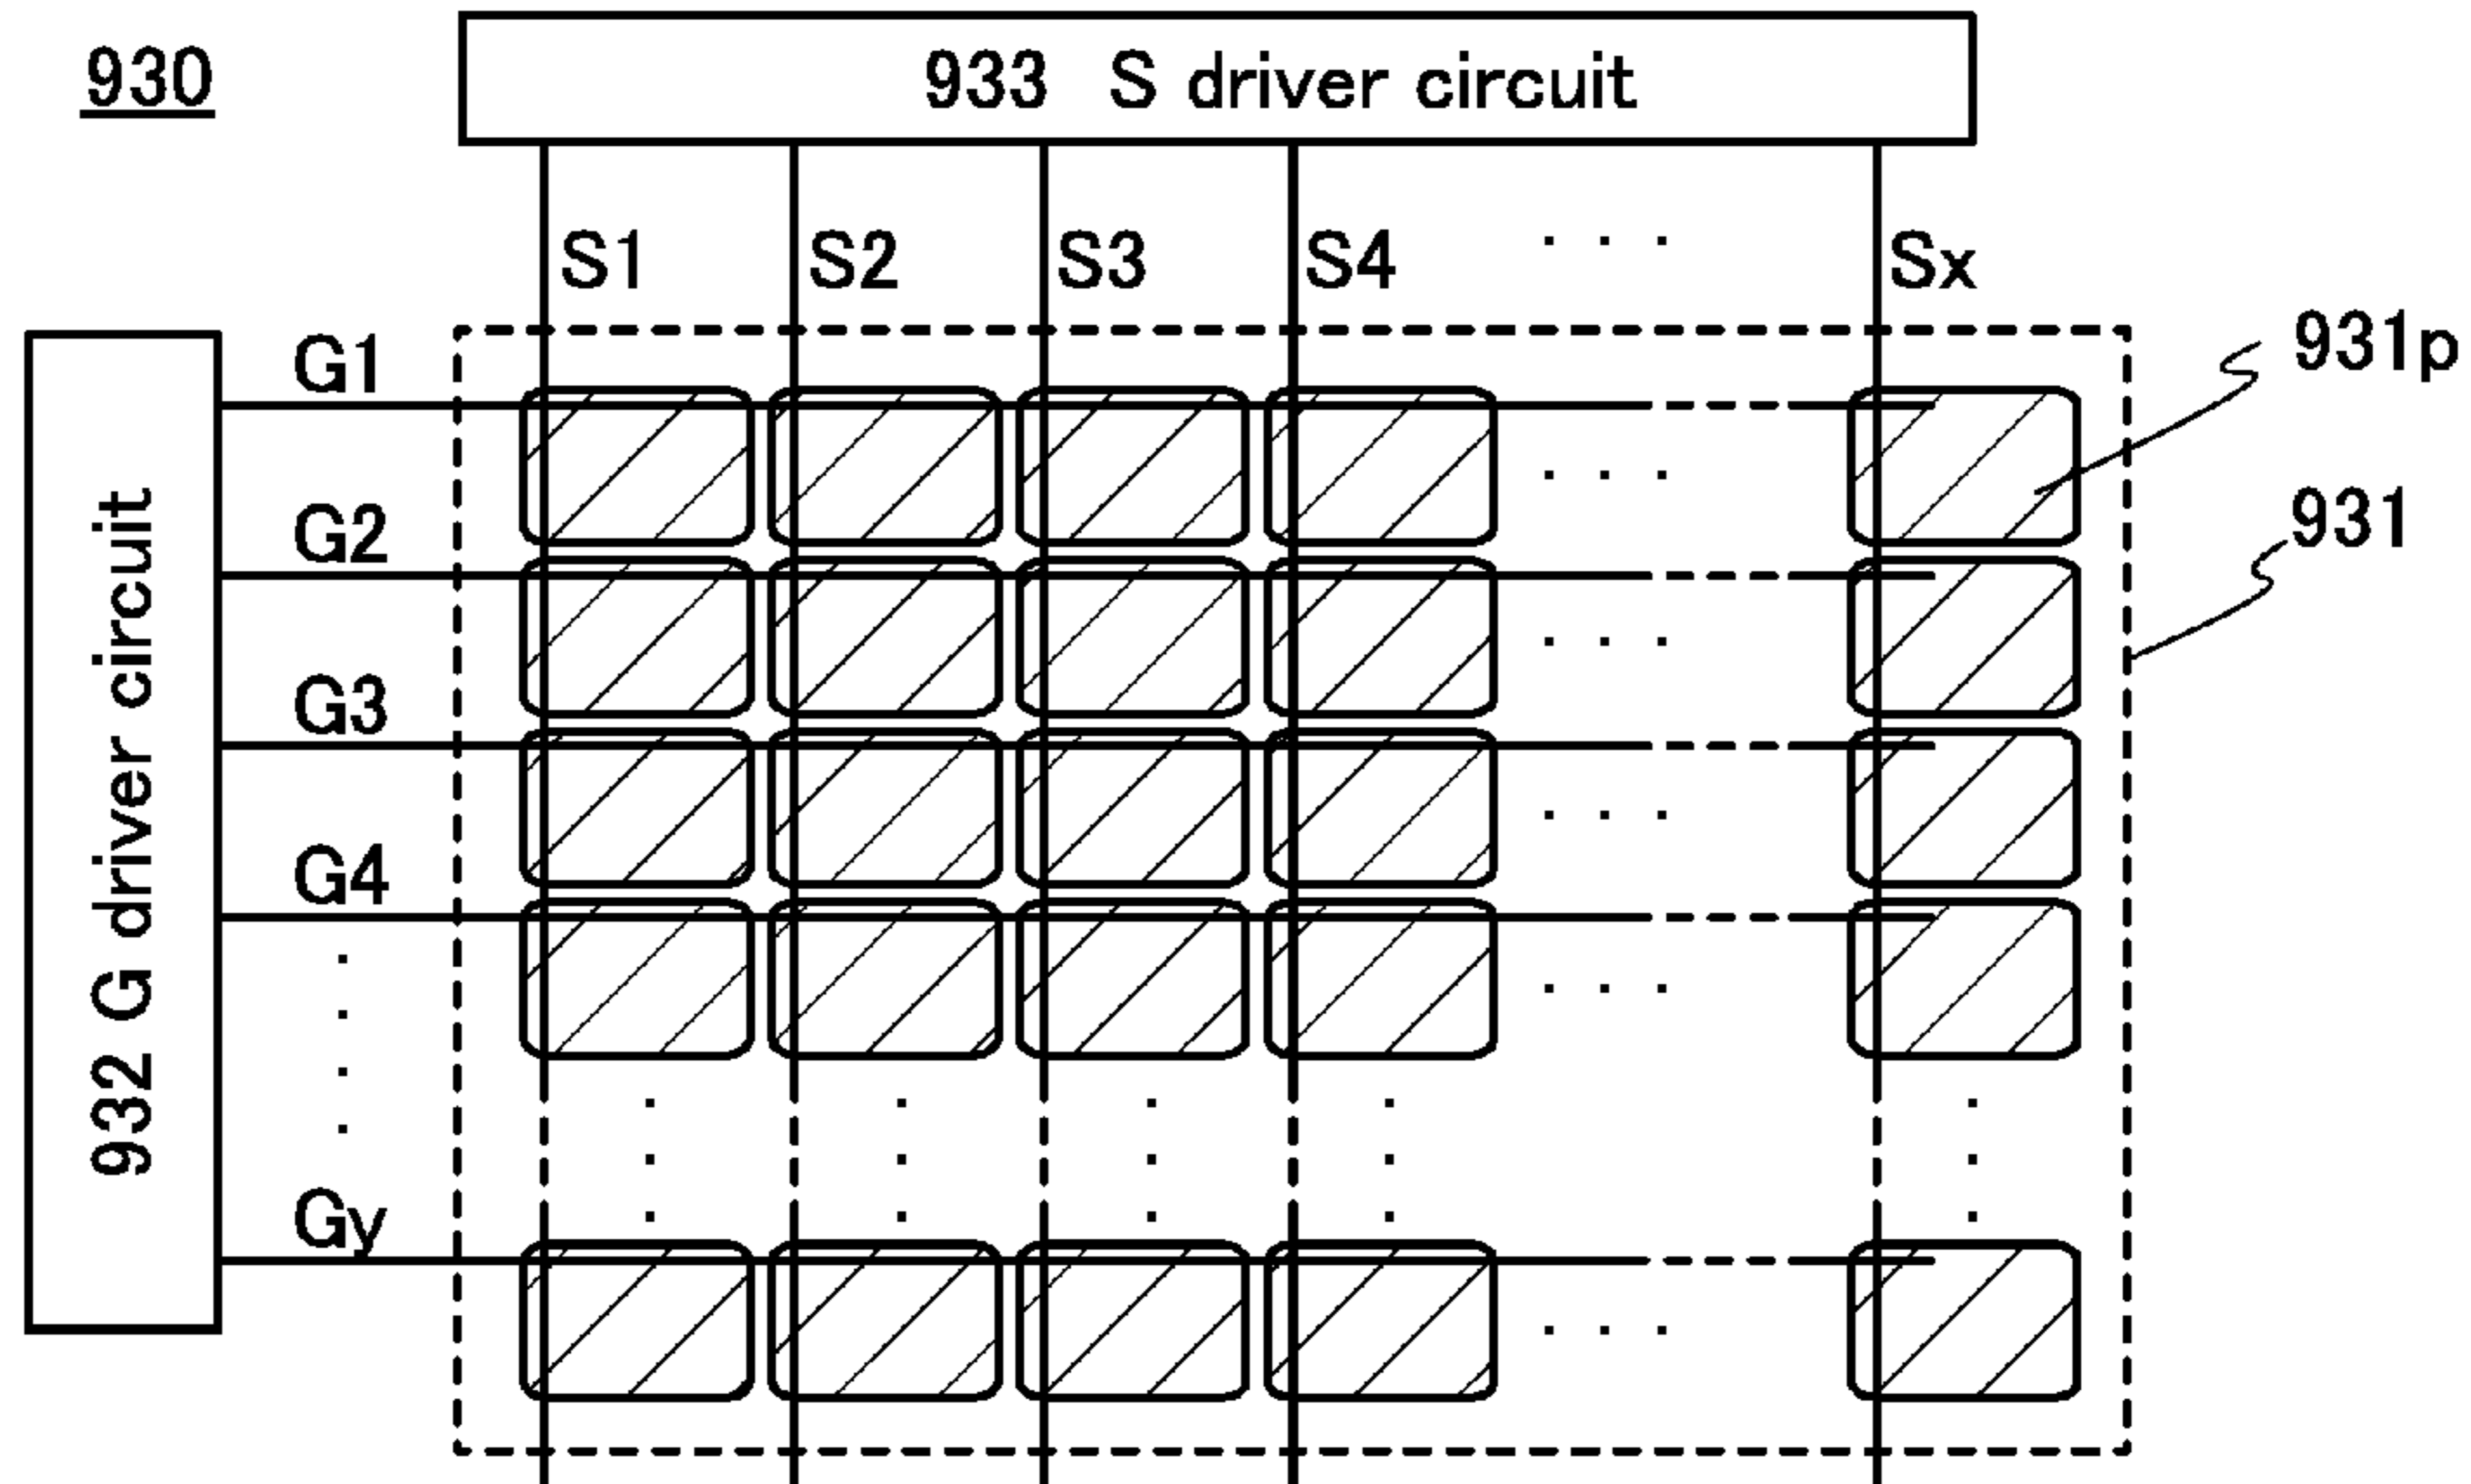 930
933 S driver circuit
S1 S2 S3 S4 ・・・ Sx
931p
931
932 G driver circuit
G1
G2
G3
G4
Gy